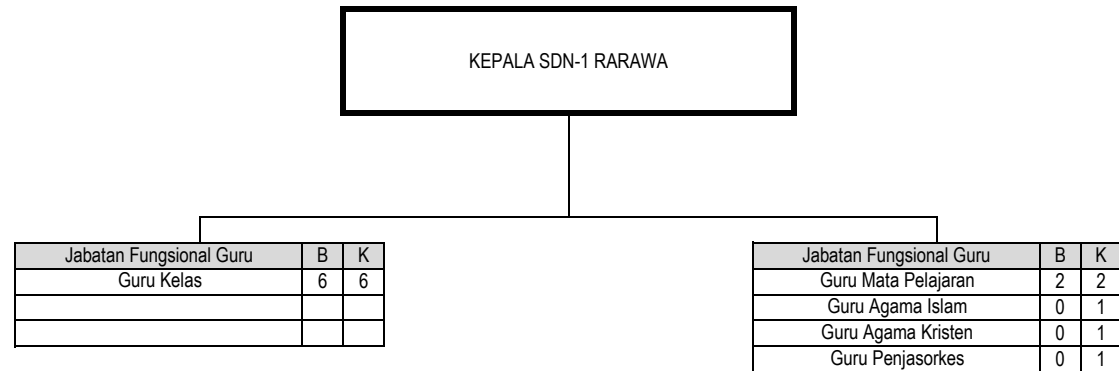 KEPALA SDN-1 RARAWA
Jabatan Fungsional Guru B K
Guru Kelas 6 6
Jabatan Fungsional Guru B K
Guru Mata Pelajaran 2 2
Guru Agama Islam 0 1
Guru Agama Kristen 0 1
Guru Penjasorkes 0 1